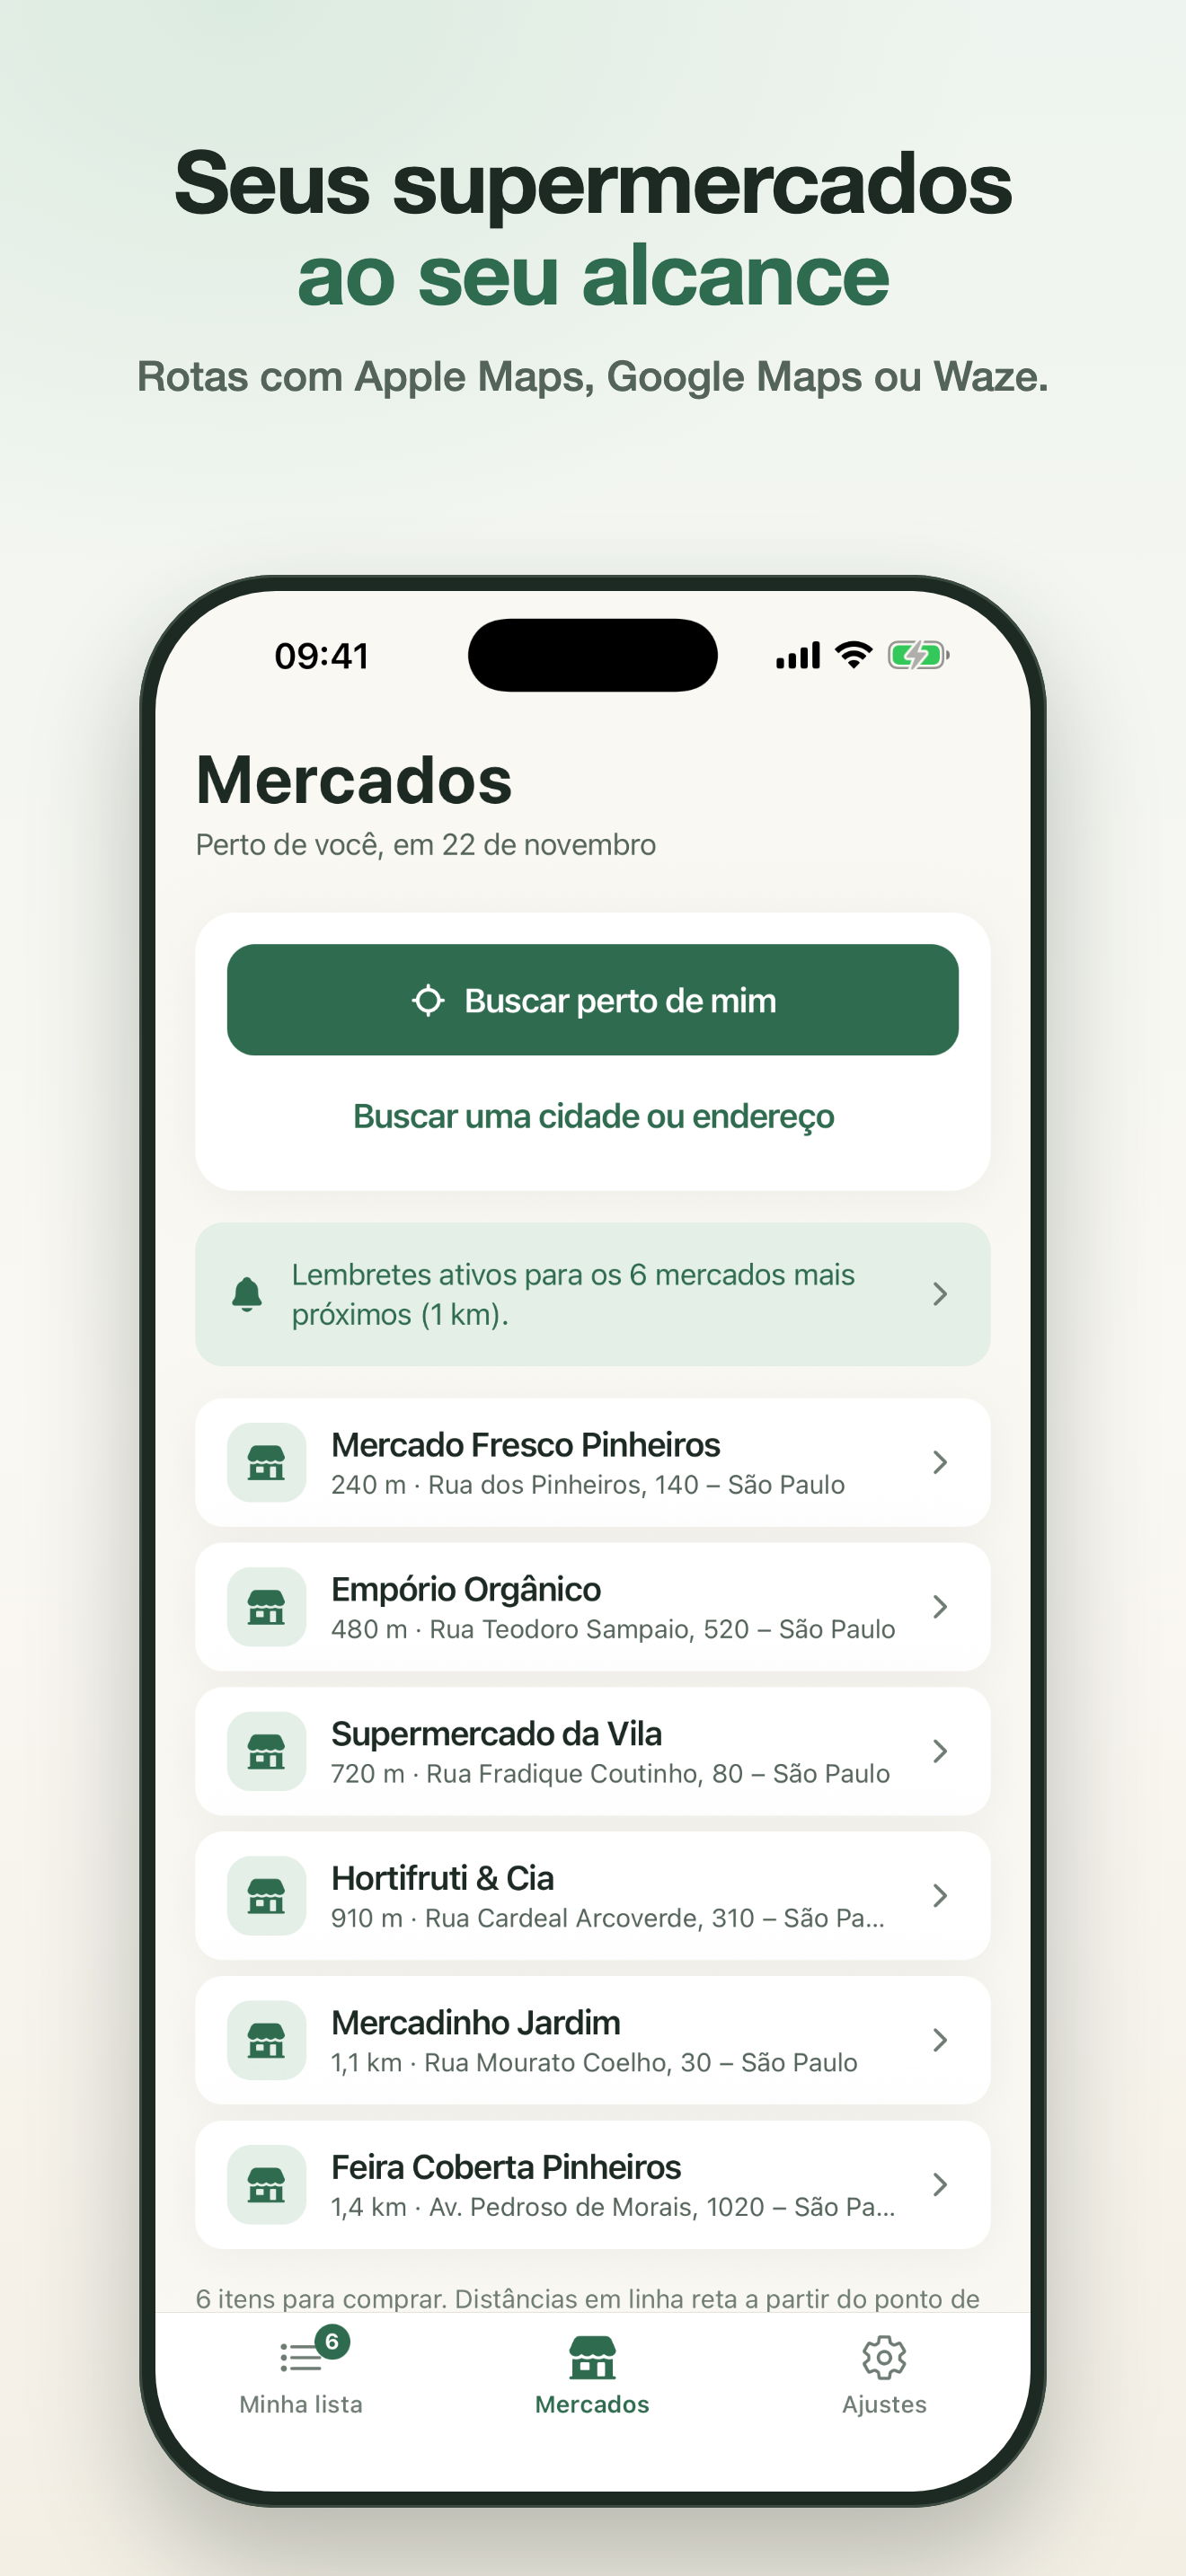 Seus supermercados
ao seu alcance
Rotas com Apple Maps, Google Maps ou Waze.
09:41
Mercados
Perto de você, em 22 de novembro
Buscar perto de mim
Buscar uma cidade ou endereço
Lembretes ativos para os 6 mercados mais
próximos (1 km).
Mercado Fresco Pinheiros
240 m · Rua dos Pinheiros, 140 – São Paulo
Empório Orgânico
480 m · Rua Teodoro Sampaio, 520 – São Paulo
Supermercado da Vila
720 m · Rua Fradique Coutinho, 80 – São Paulo
Hortifruti & Cia
910 m · Rua Cardeal Arcoverde, 310 – São Pa...
Mercadinho Jardim
1,1 km · Rua Mourato Coelho, 30 – São Paulo
Feira Coberta Pinheiros
1,4 km · Av. Pedroso de Morais, 1020 – São Pa...
6 itens para comprar. Distâncias em linha reta a partir do ponto de
6
Minha lista
Mercados
Ajustes